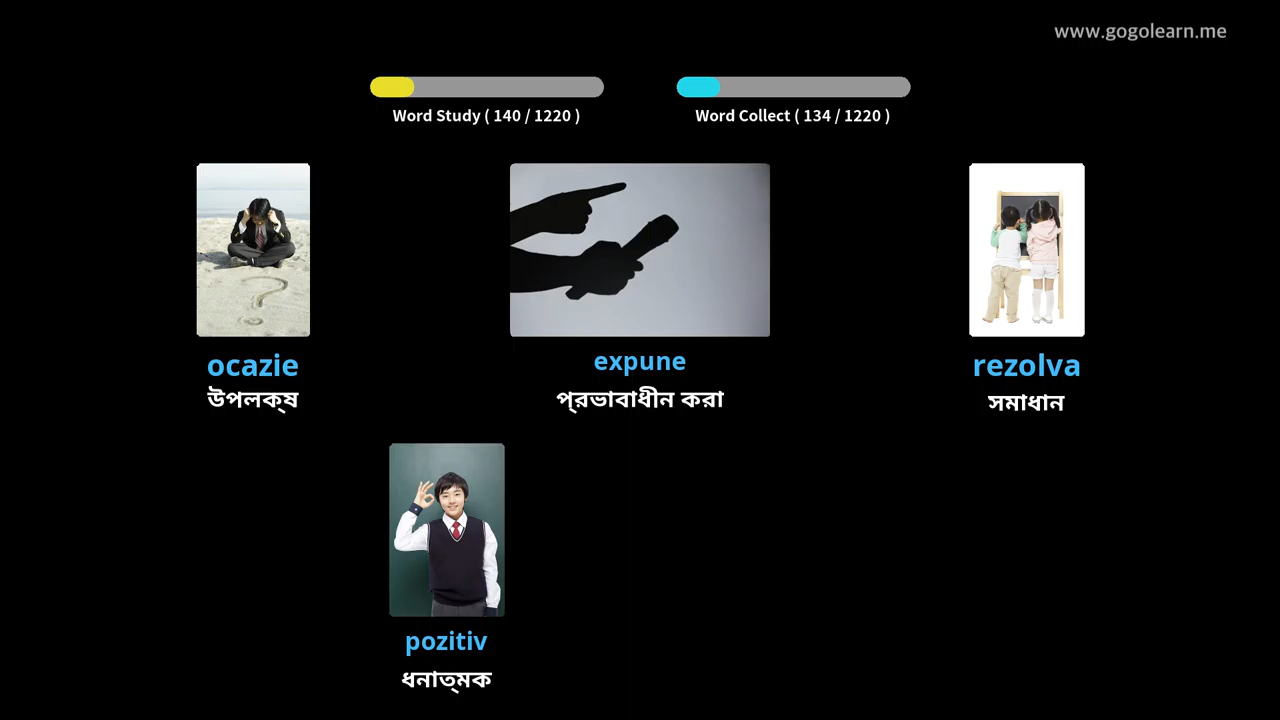 www.gogolearn.me
Word Study ( 140 / 1220 )
Word Collect ( 134 / 1220 )
ocazie
expune
rezolva
উপলক্ষ
প্রভাবাধীন করা
সমাধান
pozitiv
ধনাত্মক